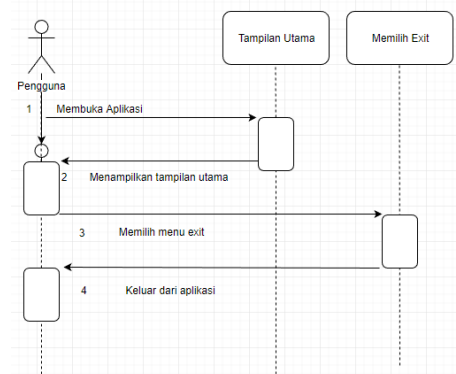 Tampilan Utama
Memilih Exit
Pengguna
1 Membuka Aplikasi
2 Menampilkan tampilan utama
3 Memilih menu exit
4 Keluar dari aplikasi